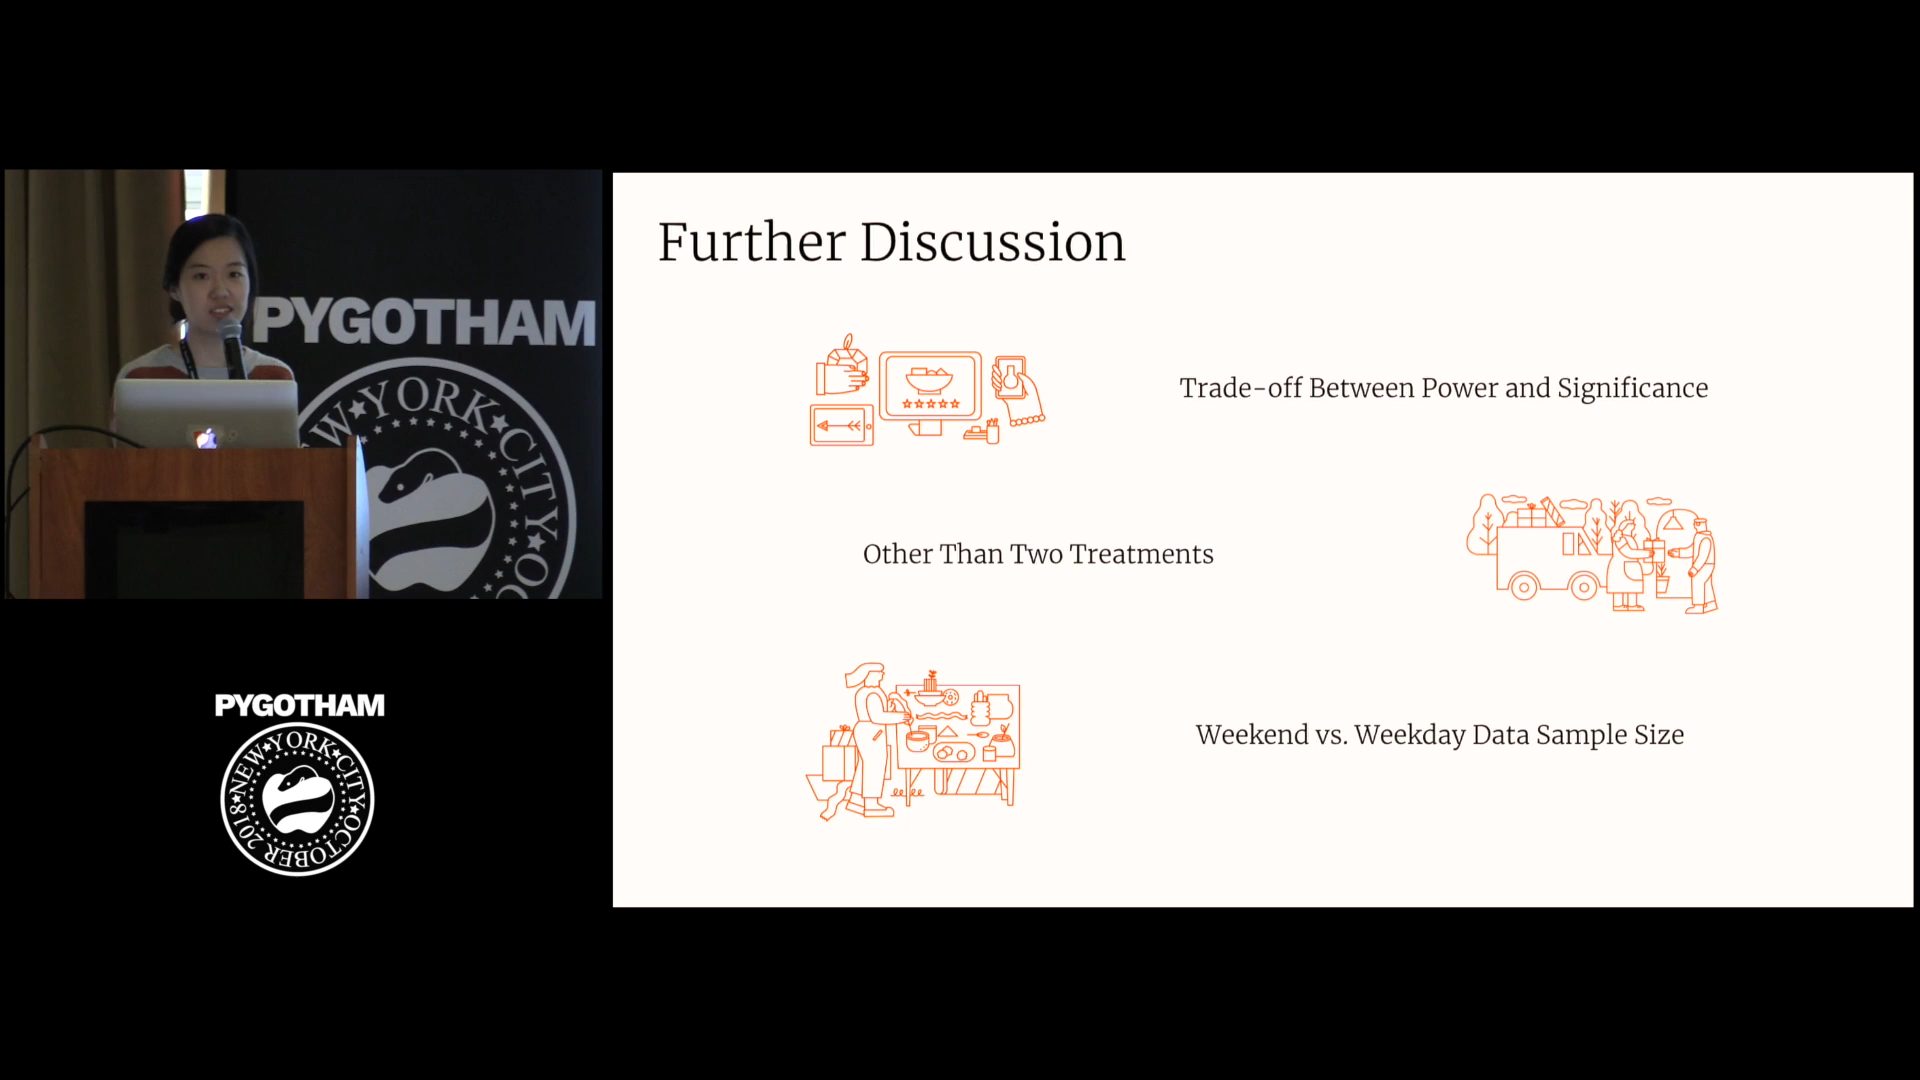 Further Discussion
Trade-off Between Power and Significance
Other Than Two Treatments
Weekend vs. Weekday Data Sample Size
PYGOTHAM
W★YORK★CITY★OC
PYGOTHAM
NEW★YORK★CITY★OCTOBER 2018★